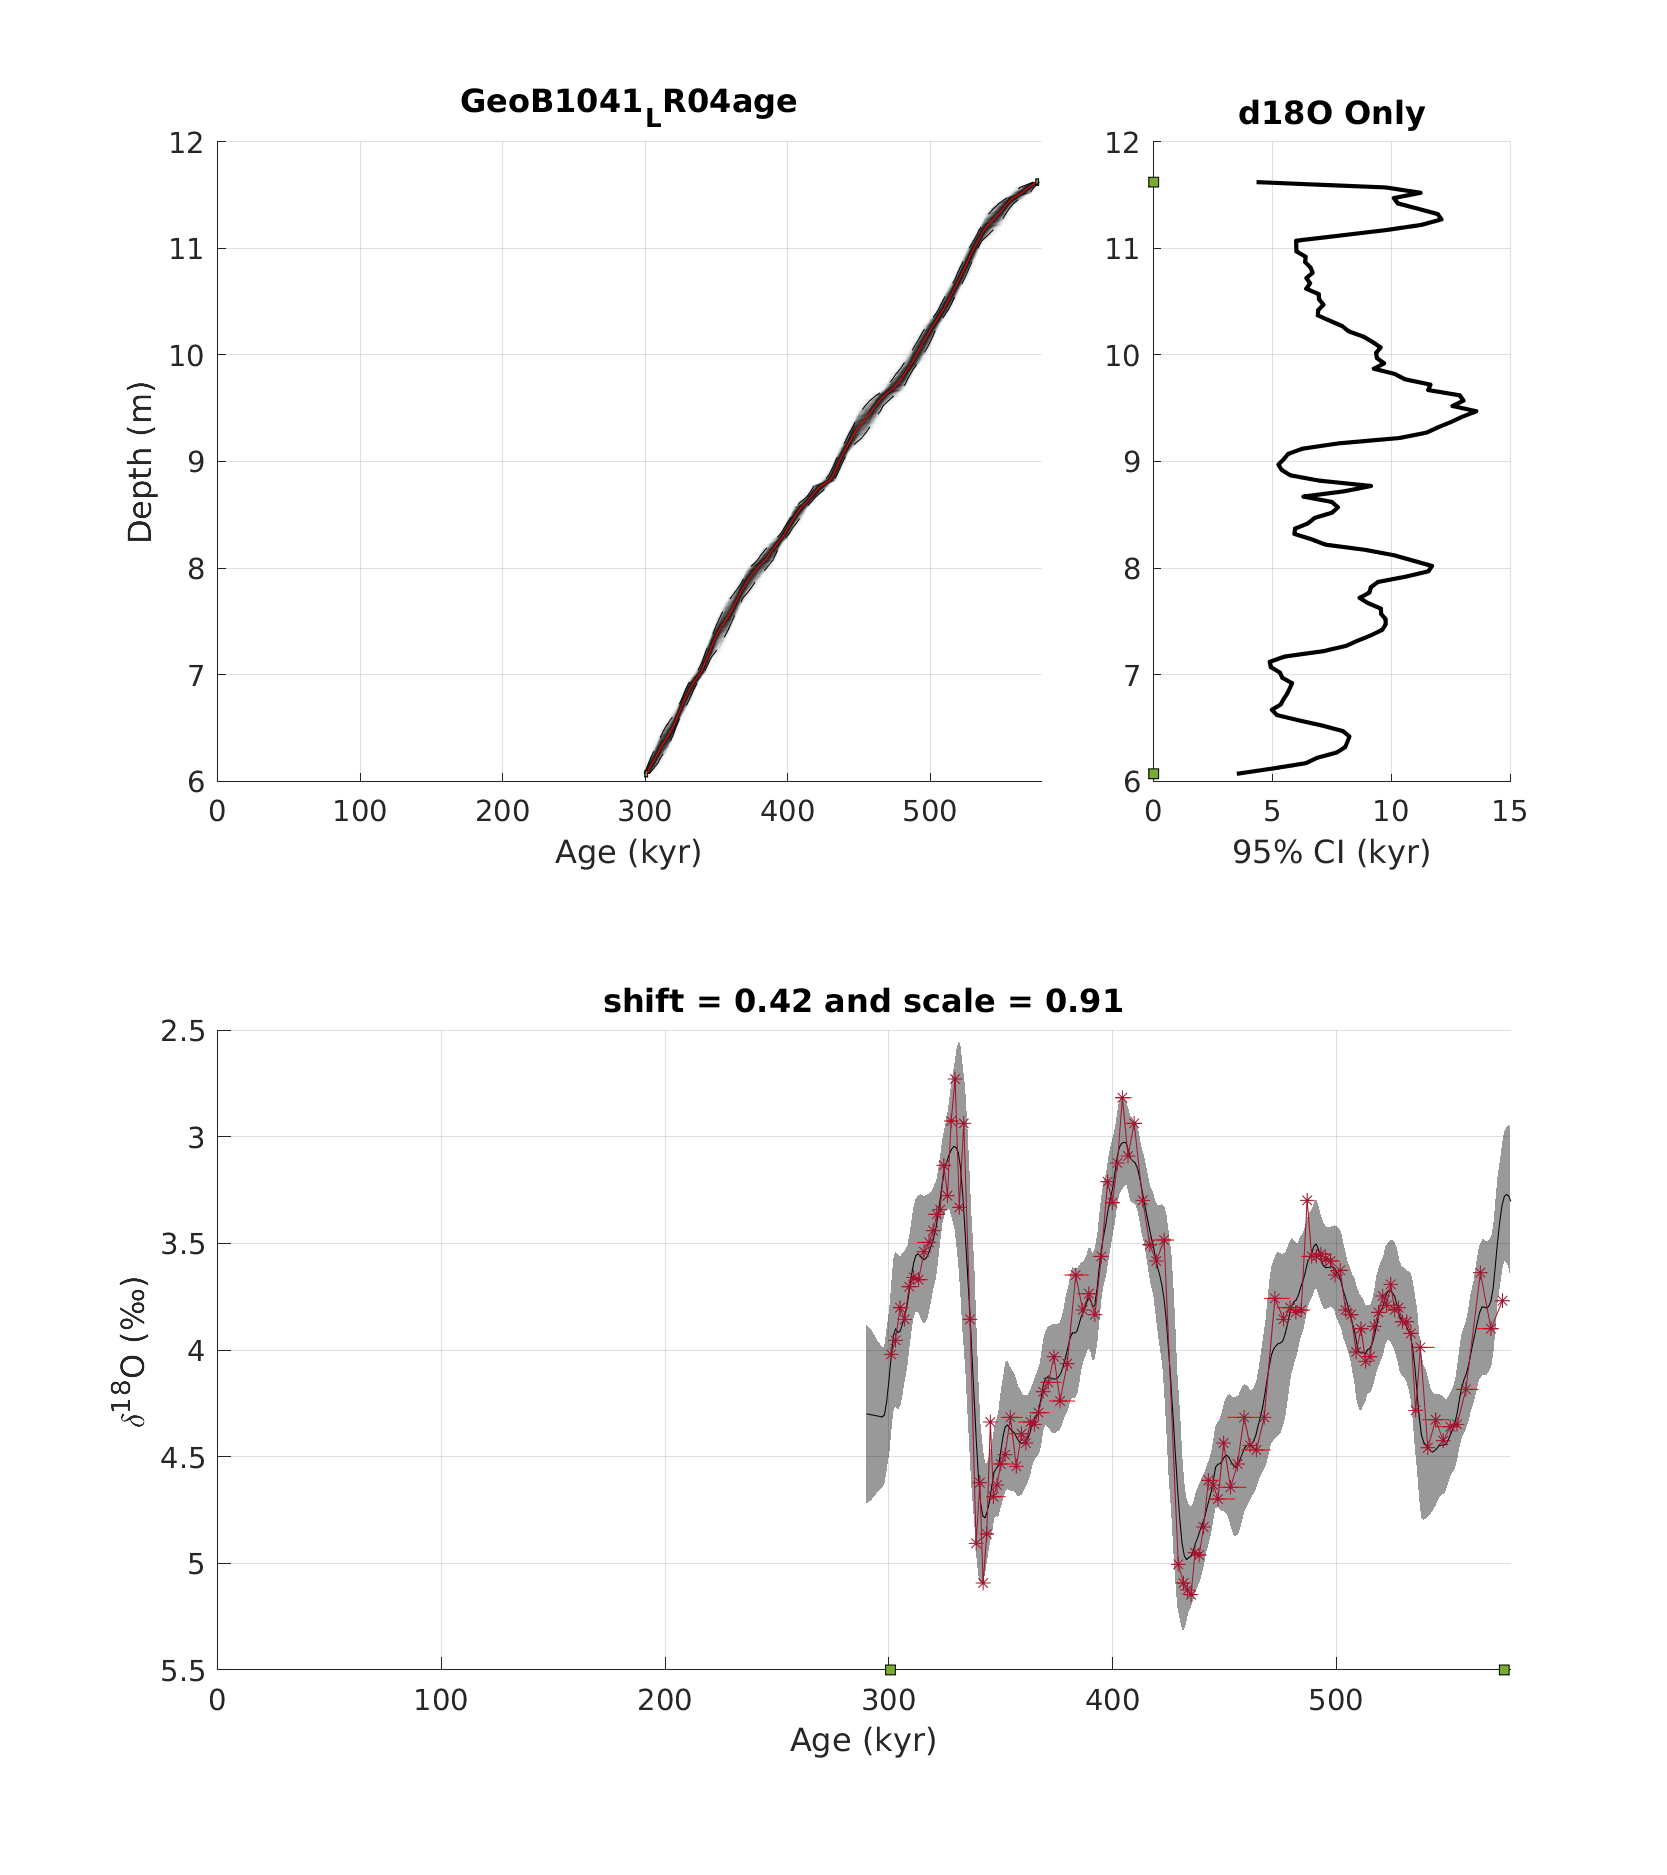 GeoB1041LR04age
d18O Only
12
11
10
9
8
7
6
Depth (m)
0 100 200 300 400 500
Age (kyr)
12
11
10
9
8
7
6
0 5 10 15
95% CI (kyr)
shift = 0.42 and scale = 0.91
2.5
3
3.5
4
4.5
5
5.5
δ18O (‰)
0 100 200 300 400 500
Age (kyr)